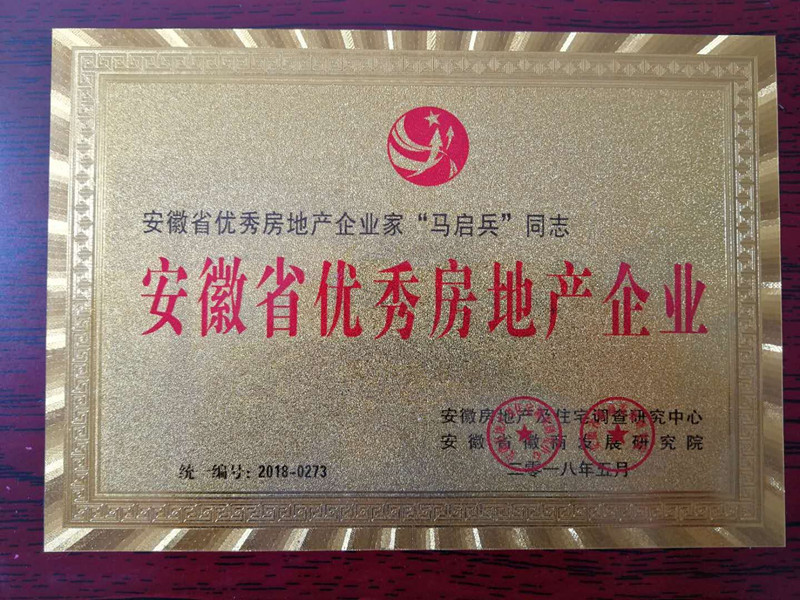 安徽省优秀房地产企业家“马启兵”同志
安徽省优秀房地产企业
安徽房地产及住宅调查研究中心
安徽省徽商发展研究院
统一编号: 2018-0273
二零一八年五月